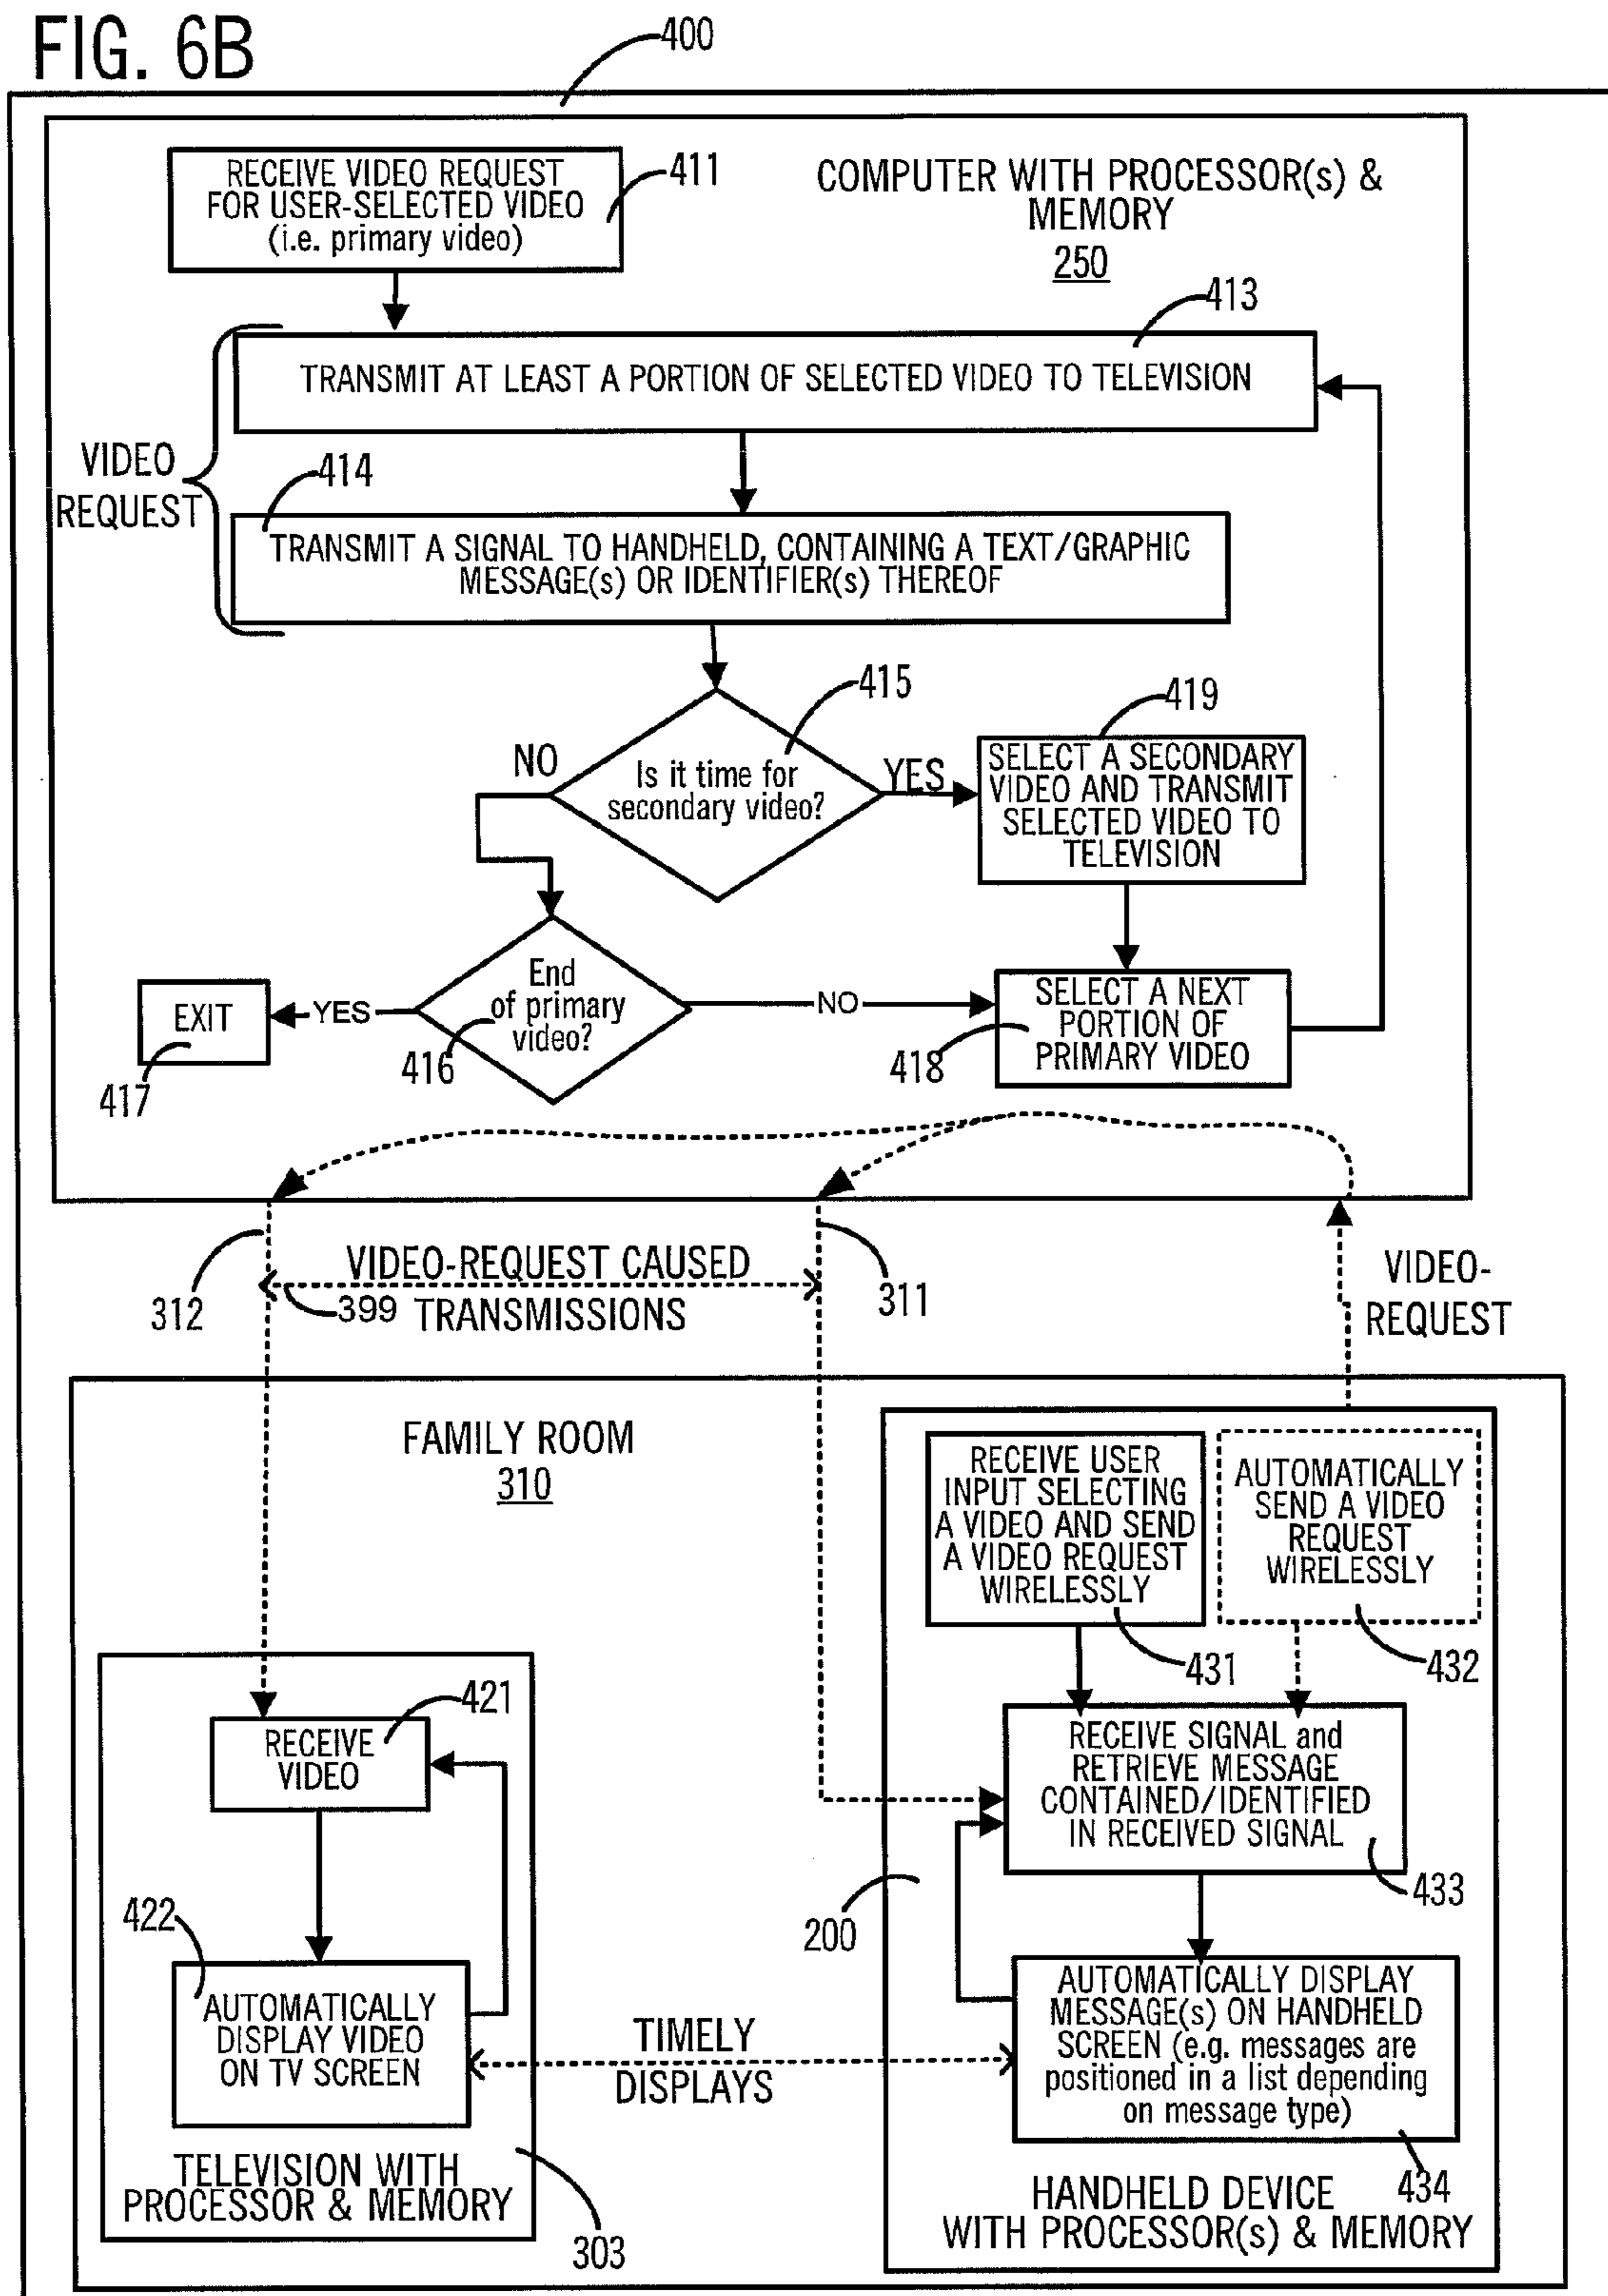 FIG. 6B
400
RECEIVE VIDEO REQUEST
FOR USER-SELECTED VIDEO
(i.e. primary video)
411
COMPUTER WITH PROCESSOR(s) &
MEMORY
250
413
TRANSMIT AT LEAST A PORTION OF SELECTED VIDEO TO TELEVISION
VIDEO
REQUEST
414
TRANSMIT A SIGNAL TO HANDHELD, CONTAINING A TEXT/GRAPHIC
MESSAGE(s) OR IDENTIFIER(s) THEREOF
415
NO
Is it time for
secondary video?
YES
419
SELECT A SECONDARY
VIDEO AND TRANSMIT
SELECTED VIDEO TO
TELEVISION
End
of primary
video?
416
YES
EXIT
417
NO
SELECT A NEXT
PORTION OF
PRIMARY VIDEO
418
312
VIDEO-REQUEST CAUSED
399 TRANSMISSIONS
311
VIDEO-
REQUEST
FAMILY ROOM
310
RECEIVE USER
INPUT SELECTING
A VIDEO AND SEND
A VIDEO REQUEST
WIRELESSLY
431
AUTOMATICALLY
SEND A VIDEO
REQUEST
WIRELESSLY
432
421
RECEIVE
VIDEO
RECEIVE SIGNAL and
RETRIEVE MESSAGE
CONTAINED/IDENTIFIED
IN RECEIVED SIGNAL
433
200
422
AUTOMATICALLY
DISPLAY VIDEO
ON TV SCREEN
TIMELY
DISPLAYS
AUTOMATICALLY DISPLAY
MESSAGE(s) ON HANDHELD
SCREEN (e.g. messages are
positioned in a list depending
on message type)
434
TELEVISION WITH
PROCESSOR & MEMORY
303
HANDHELD DEVICE
WITH PROCESSOR(s) & MEMORY